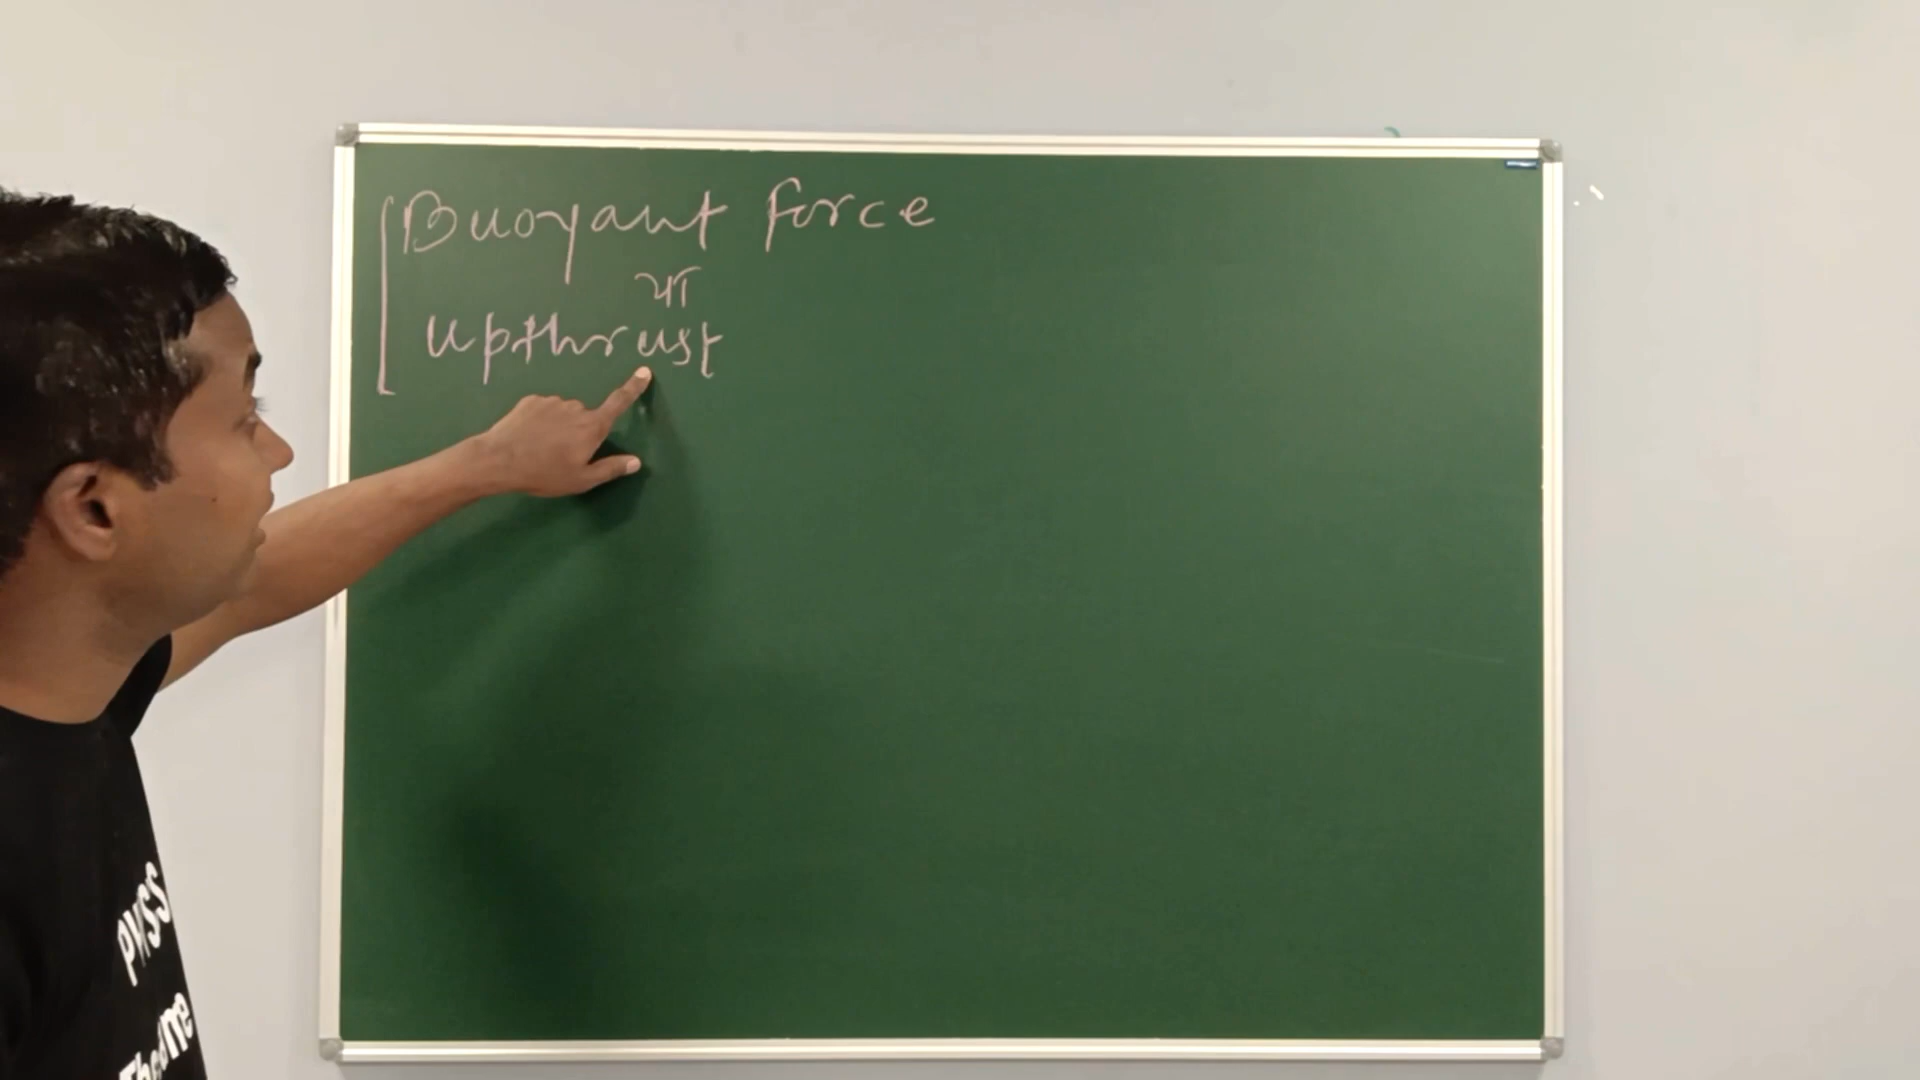 Buoyant force
या
upthrust